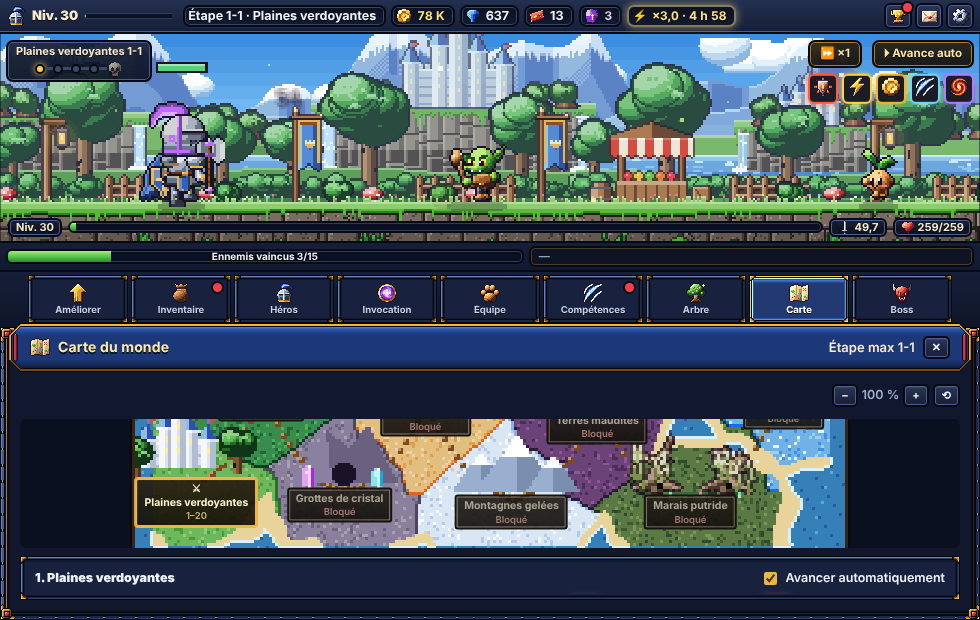 Niv. 30
Étape 1-1 · Plaines verdoyantes
78 K
637
13
3
×3,0 · 4 h 58
Plaines verdoyantes 1-1
×1
Avance auto
Niv. 30
49,7
259/259
Ennemis vaincus 3/15
—
Améliorer
Inventaire
Héros
Invocation
Equipe
Compétences
Arbre
Carte
Boss
Carte du monde
Étape max 1-1
100 %
Bloqué
Terres maudites
Bloqué
Bloqué
Plaines verdoyantes
1–20
Grottes de cristal
Bloqué
Montagnes gelées
Bloqué
Marais putride
Bloqué
1. Plaines verdoyantes
Avancer automatiquement